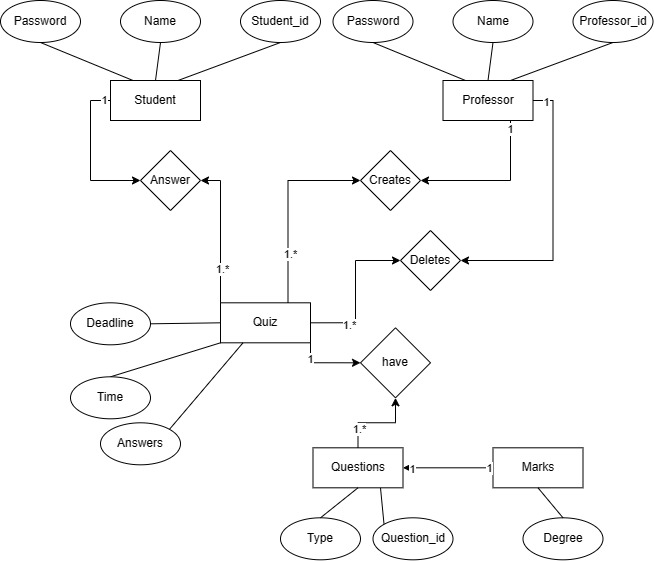 Password
Name
Student_id
Password
Name
Professor_id
Student
Professor
1
1
1
Answer
Creates
1.*
Deletes
1.*
Deadline
Quiz
1.*
1
have
Time
Answers
1.*
Questions
1
1
Marks
Type
Question_id
Degree